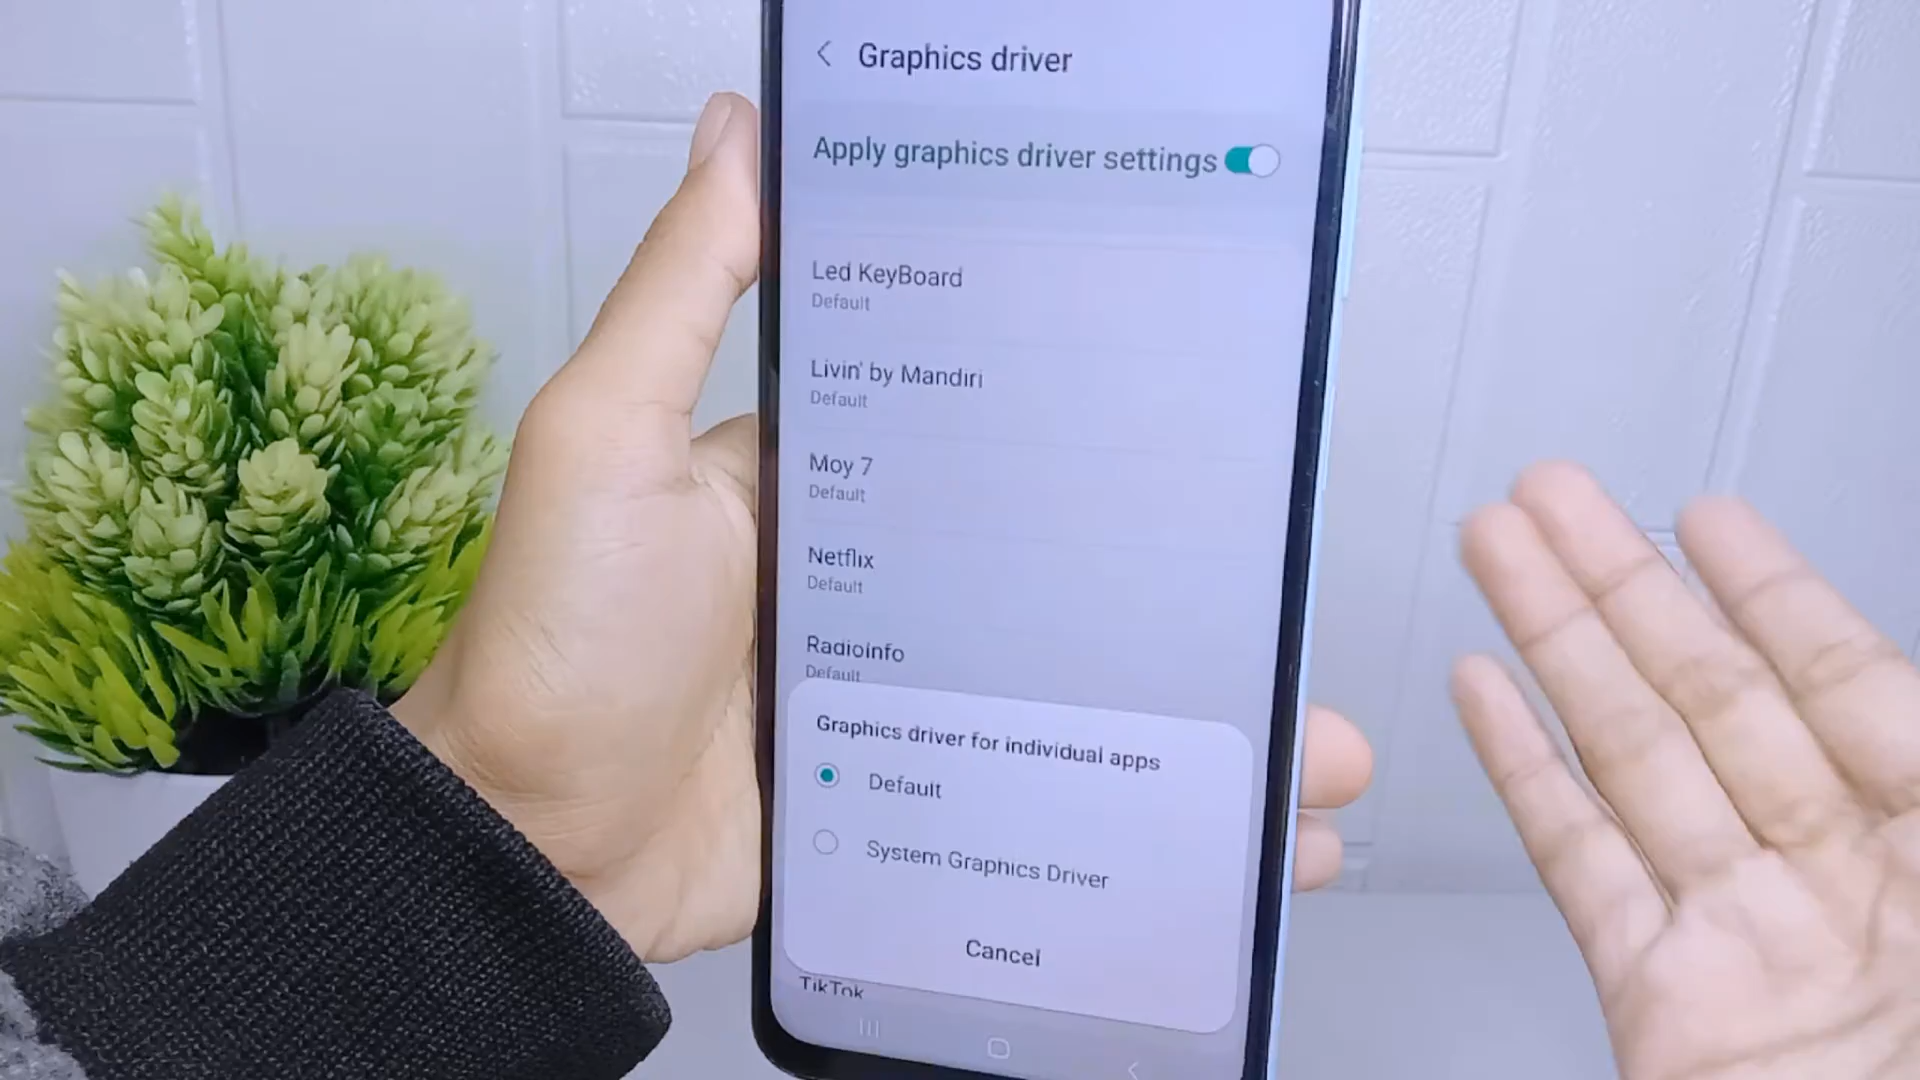 Graphics driver
Apply graphics driver settings
Led KeyBoard
Default
Livin' by Mandiri
Default
Moy 7
Default
Netflix
Default
RadioInfo
Default
Graphics driver for individual apps
Default
System Graphics Driver
Cancel
TikTok